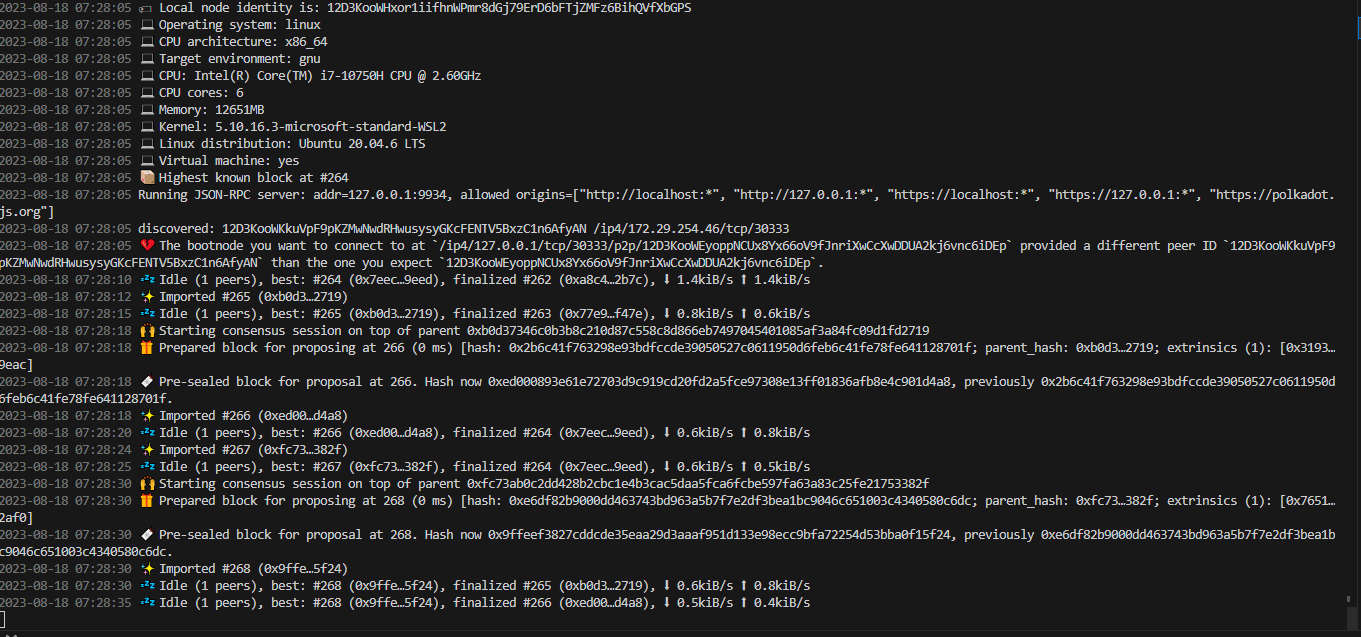 2023-08-18 07:28:05 🏷 Local node identity is: 12D3KooWHxor1iifhnWPmr8dGj79ErD6bFTjZMFz6BihQVfXbGPS
2023-08-18 07:28:05 💻 Operating system: linux
2023-08-18 07:28:05 💻 CPU architecture: x86_64
2023-08-18 07:28:05 💻 Target environment: gnu
2023-08-18 07:28:05 💻 CPU: Intel(R) Core(TM) i7-10750H CPU @ 2.60GHz
2023-08-18 07:28:05 💻 CPU cores: 6
2023-08-18 07:28:05 💻 Memory: 12651MB
2023-08-18 07:28:05 💻 Kernel: 5.10.16.3-microsoft-standard-WSL2
2023-08-18 07:28:05 💻 Linux distribution: Ubuntu 20.04.6 LTS
2023-08-18 07:28:05 💻 Virtual machine: yes
2023-08-18 07:28:05 📦 Highest known block at #264
2023-08-18 07:28:05 Running JSON-RPC server: addr=127.0.0.1:9934, allowed origins=["http://localhost:*", "http://127.0.0.1:*", "https://localhost:*", "https://127.0.0.1:*", "https://polkadot.
js.org"]
2023-08-18 07:28:05 discovered: 12D3KooWKkuVpF9pKZMwNwdRHwusysyGKcFENTV5BxzC1n6AfyAN /ip4/172.29.254.46/tcp/30333
2023-08-18 07:28:05 💔 The bootnode you want to connect to at `/ip4/127.0.0.1/tcp/30333/p2p/12D3KooWEyoppNCUx8Yx66oV9fJnriXwCcXwDDUA2kj6vnc6iDEp` provided a different peer ID `12D3KooWKkuVpF9
pKZMwNwdRHwusysyGKcFENTV5BxzC1n6AfyAN` than the one you expect `12D3KooWEyoppNCUx8Yx66oV9fJnriXwCcXwDDUA2kj6vnc6iDEp`.
2023-08-18 07:28:10 💤 Idle (1 peers), best: #264 (0x7eec…9eed), finalized #262 (0xa8c4…2b7c), ⬇ 1.4kiB/s ⬆ 1.4kiB/s
2023-08-18 07:28:12 ✨ Imported #265 (0xb0d3…2719)
2023-08-18 07:28:15 💤 Idle (1 peers), best: #265 (0xb0d3…2719), finalized #263 (0x77e9…f47e), ⬇ 0.8kiB/s ⬆ 0.6kiB/s
2023-08-18 07:28:18 🙌 Starting consensus session on top of parent 0xb0d37346c0b3b8c210d87c558c8d866eb7497045401085af3a84fc09d1fd2719
2023-08-18 07:28:18 🎁 Prepared block for proposing at 266 (0 ms) [hash: 0x2b6c41f763298e93bdfccde39050527c0611950d6feb6c41fe78fe641128701f; parent_hash: 0xb0d3…2719; extrinsics (1): [0x3193…
9eac]
2023-08-18 07:28:18 🔖 Pre-sealed block for proposal at 266. Hash now 0xed000893e61e72703d9c919cd20fd2a5fce97308e13ff01836afb8e4c901d4a8, previously 0x2b6c41f763298e93bdfccde39050527c0611950d
6feb6c41fe78fe641128701f.
2023-08-18 07:28:18 ✨ Imported #266 (0xed00…d4a8)
2023-08-18 07:28:20 💤 Idle (1 peers), best: #266 (0xed00…d4a8), finalized #264 (0x7eec…9eed), ⬇ 0.6kiB/s ⬆ 0.8kiB/s
2023-08-18 07:28:24 ✨ Imported #267 (0xfc73…382f)
2023-08-18 07:28:25 💤 Idle (1 peers), best: #267 (0xfc73…382f), finalized #264 (0x7eec…9eed), ⬇ 0.6kiB/s ⬆ 0.5kiB/s
2023-08-18 07:28:30 🙌 Starting consensus session on top of parent 0xfc73ab0c2dd428b2cbc1e4b3cac5daa5fca6fcbe597fa63a83c25fe21753382f
2023-08-18 07:28:30 🎁 Prepared block for proposing at 268 (0 ms) [hash: 0xe6df82b9000dd463743bd963a5b7f7e2df3bea1bc9046c651003c4340580c6dc; parent_hash: 0xfc73…382f; extrinsics (1): [0x7651…
2af0]
2023-08-18 07:28:30 🔖 Pre-sealed block for proposal at 268. Hash now 0x9ffeef3827cddcde35eaa29d3aaaf951d133e98ecc9bfa72254d53bba0f15f24, previously 0xe6df82b9000dd463743bd963a5b7f7e2df3bea1b
c9046c651003c4340580c6dc.
2023-08-18 07:28:30 ✨ Imported #268 (0x9ffe…5f24)
2023-08-18 07:28:30 💤 Idle (1 peers), best: #268 (0x9ffe…5f24), finalized #265 (0xb0d3…2719), ⬇ 0.6kiB/s ⬆ 0.8kiB/s
2023-08-18 07:28:35 💤 Idle (1 peers), best: #268 (0x9ffe…5f24), finalized #266 (0xed00…d4a8), ⬇ 0.5kiB/s ⬆ 0.4kiB/s